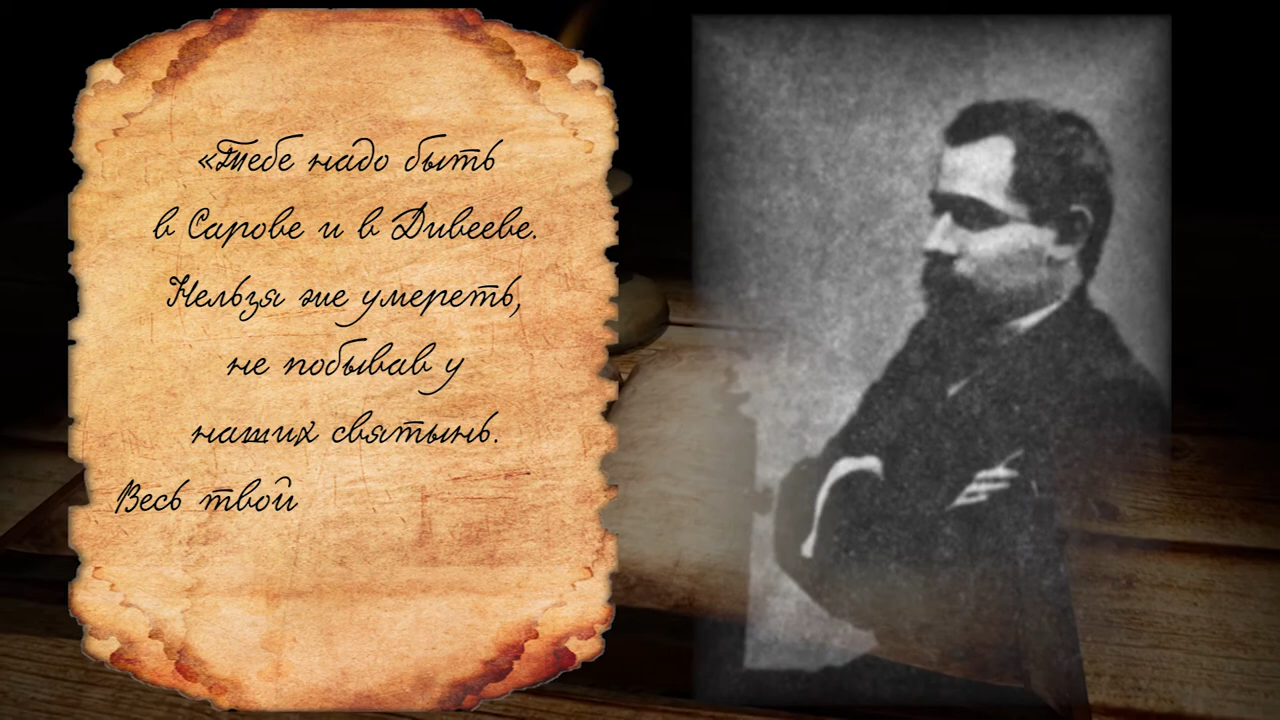 «Тебе надо быть
в Сарове и в Дивееве.
Нельзя же умереть,
не побывав у
наших святынь.
Весь твой